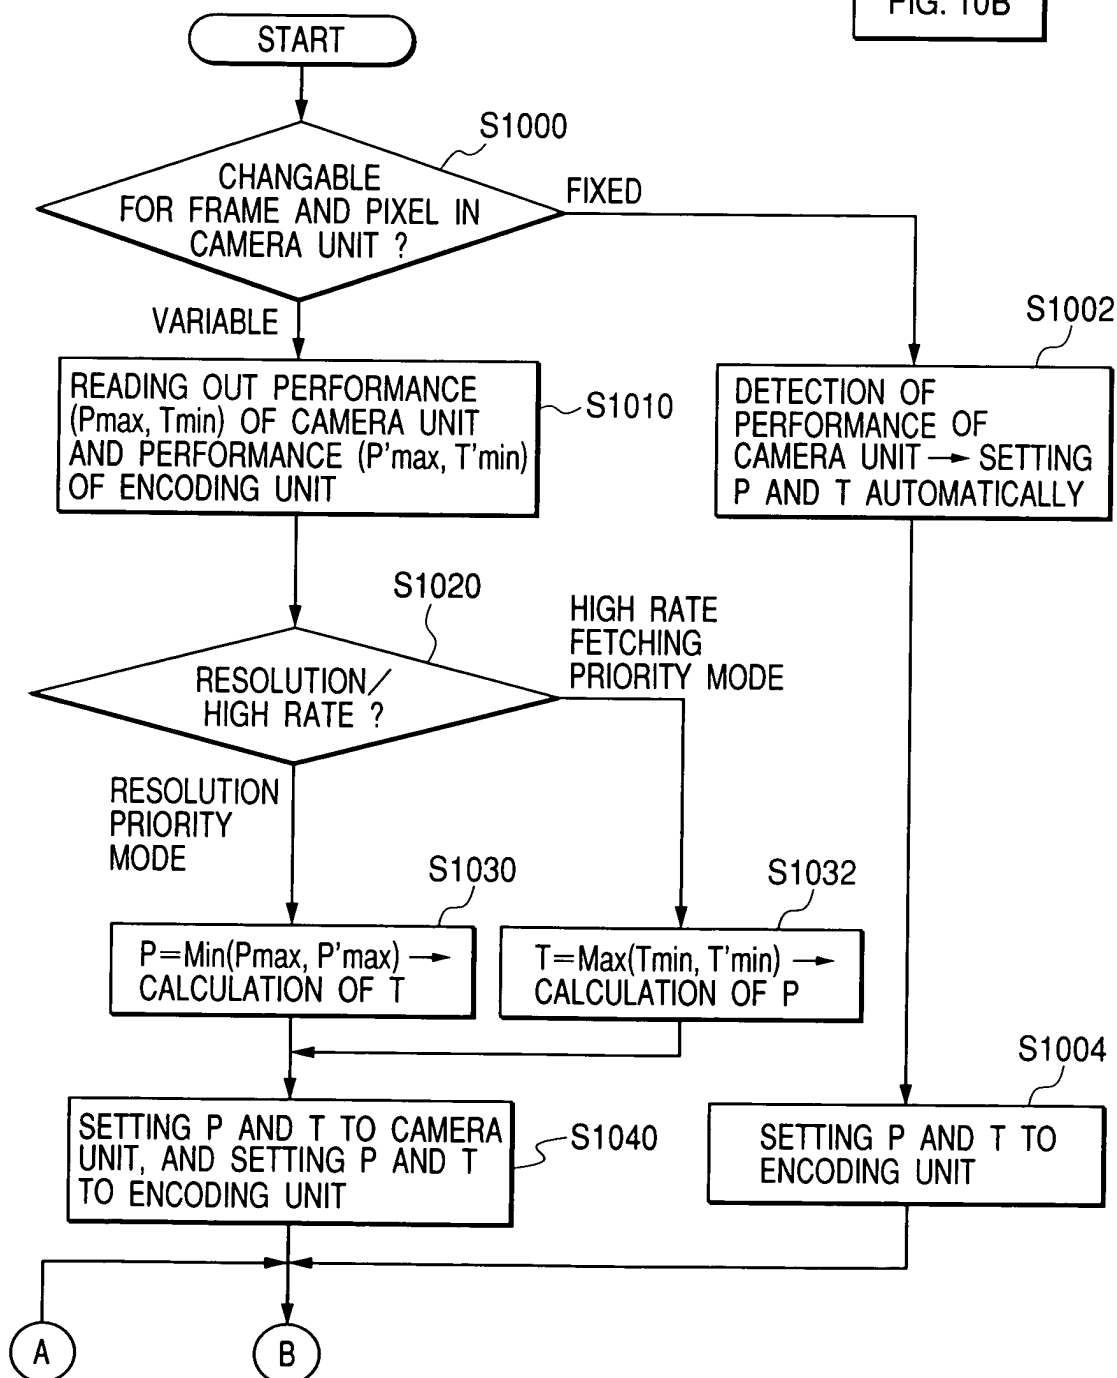 FIG. 10B
START
S1000
CHANGABLE
FOR FRAME AND PIXEL IN
CAMERA UNIT ?
FIXED
VARIABLE
S1002
READING OUT PERFORMANCE
(Pmax, Tmin) OF CAMERA UNIT
AND PERFORMANCE (P'max, T'min)
OF ENCODING UNIT
S1010
DETECTION OF
PERFORMANCE OF
CAMERA UNIT → SETTING
P AND T AUTOMATICALLY
S1020
RESOLUTION/
HIGH RATE ?
HIGH RATE
FETCHING
PRIORITY MODE
RESOLUTION
PRIORITY
MODE
S1030
P=Min(Pmax, P'max) →
CALCULATION OF T
S1032
T=Max(Tmin, T'min) →
CALCULATION OF P
SETTING P AND T TO CAMERA
UNIT, AND SETTING P AND T
TO ENCODING UNIT
S1040
S1004
SETTING P AND T TO
ENCODING UNIT
A
B